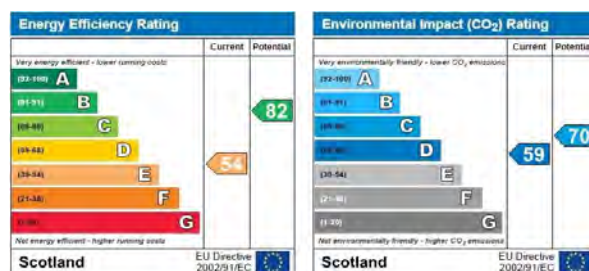 Energy Efficiency Rating
Current Potential
Very energy efficient - lower running costs
(92-100) A
(81-91) B
(69-80) C
(55-68) D
(39-54) E
(21-38) F
(1-20) G
82
54
Not energy efficient - higher running costs
Scotland
EU Directive
2002/91/EC
Environmental Impact (CO2) Rating
Current Potential
Very environmentally friendly - lower CO2 emissions
(92-100) A
(81-91) B
(69-80) C
(55-68) D
(39-54) E
(21-38) F
(1-20) G
70
59
Not environmentally friendly - higher CO2 emissions
Scotland
EU Directive
2002/91/EC